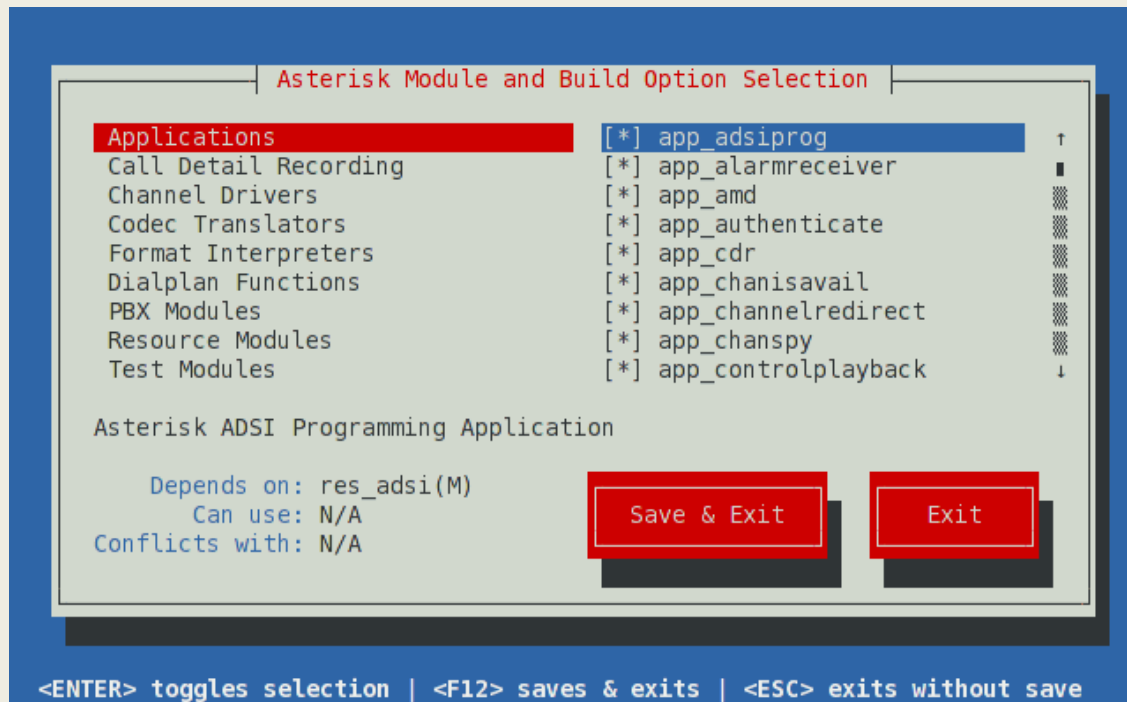 Asterisk Module and Build Option Selection
Applications
Call Detail Recording
Channel Drivers
Codec Translators
Format Interpreters
Dialplan Functions
PBX Modules
Resource Modules
Test Modules
[*] app_adsiprog
[*] app_alarmreceiver
[*] app_amd
[*] app_authenticate
[*] app_cdr
[*] app_chanisavail
[*] app_channelredirect
[*] app_chanspy
[*] app_controlplayback
Asterisk ADSI Programming Application
Depends on: res_adsi(M)
Can use: N/A
Conflicts with: N/A
Save & Exit
Exit
<ENTER> toggles selection | <F12> saves & exits | <ESC> exits without save